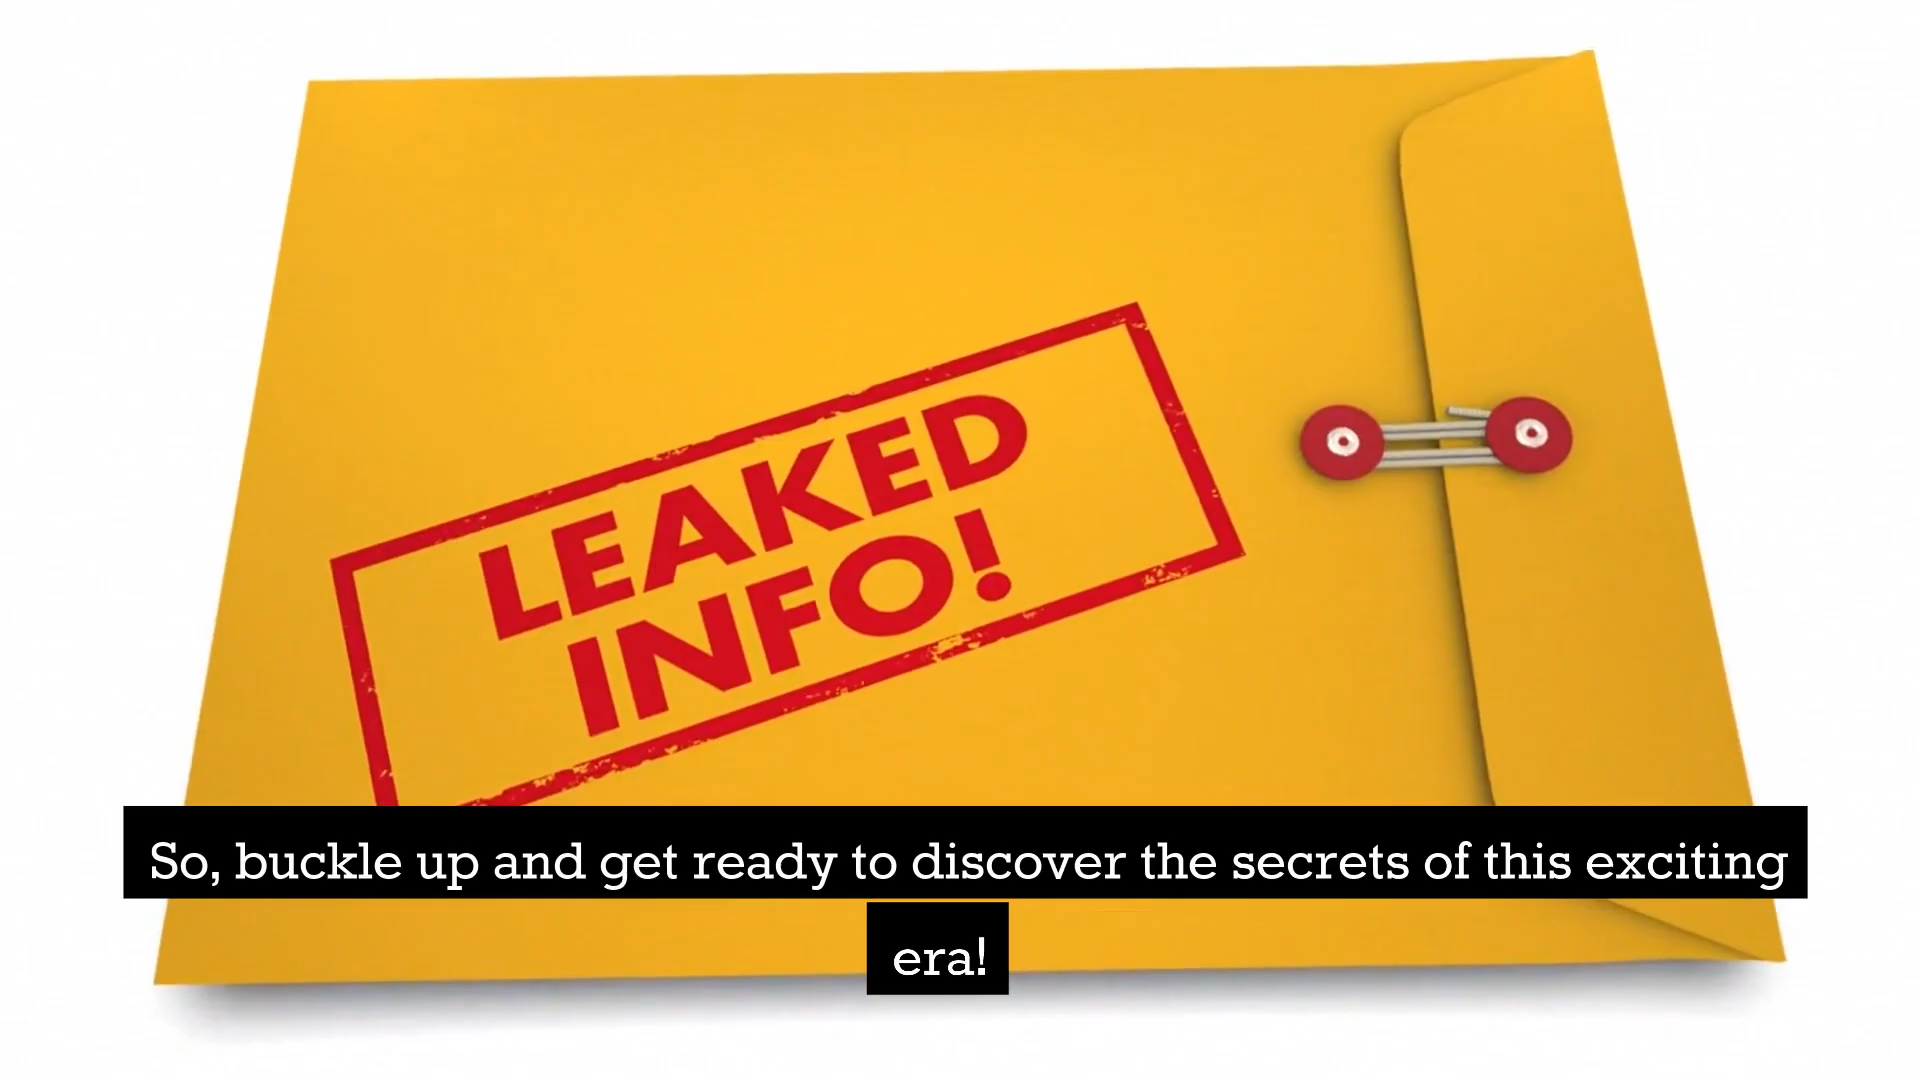 LEAKED
INFO!
So, buckle up and get ready to discover the secrets of this exciting
era!